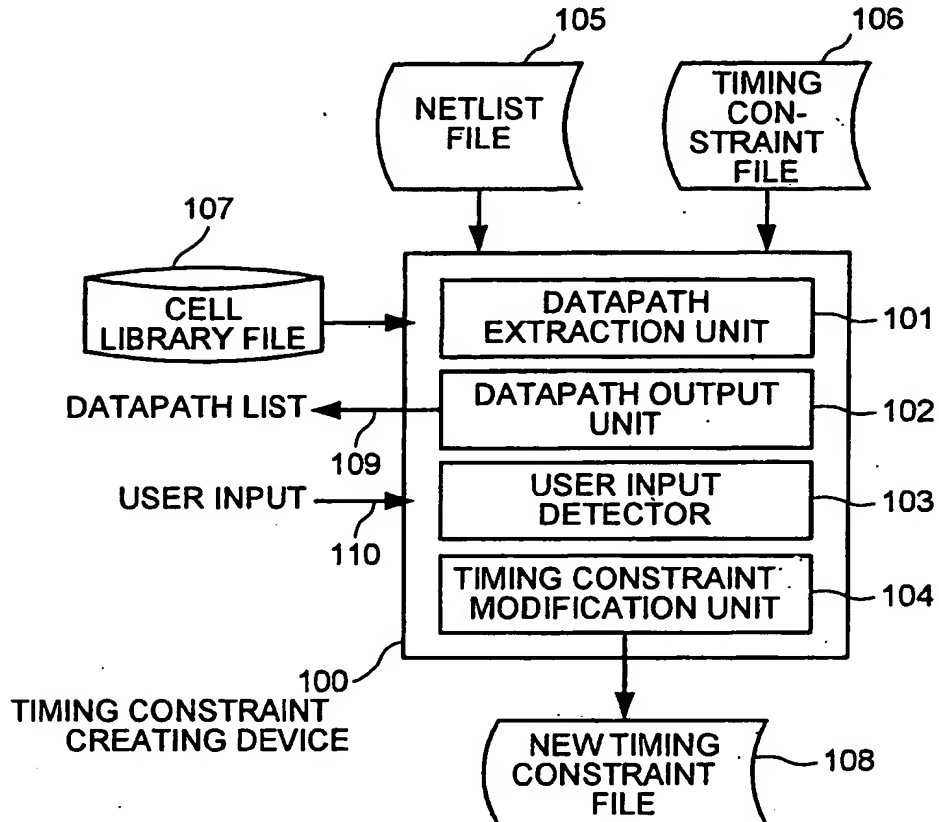 105
106
NETLIST
FILE
TIMING
CON-
STRAINT
FILE
107
CELL
LIBRARY FILE
DATAPATH
EXTRACTION UNIT
101
DATAPATH LIST
109
DATAPATH OUTPUT
UNIT
102
USER INPUT
110
USER INPUT
DETECTOR
103
TIMING CONSTRAINT
MODIFICATION UNIT
104
100
TIMING CONSTRAINT
CREATING DEVICE
NEW TIMING
CONSTRAINT
FILE
108